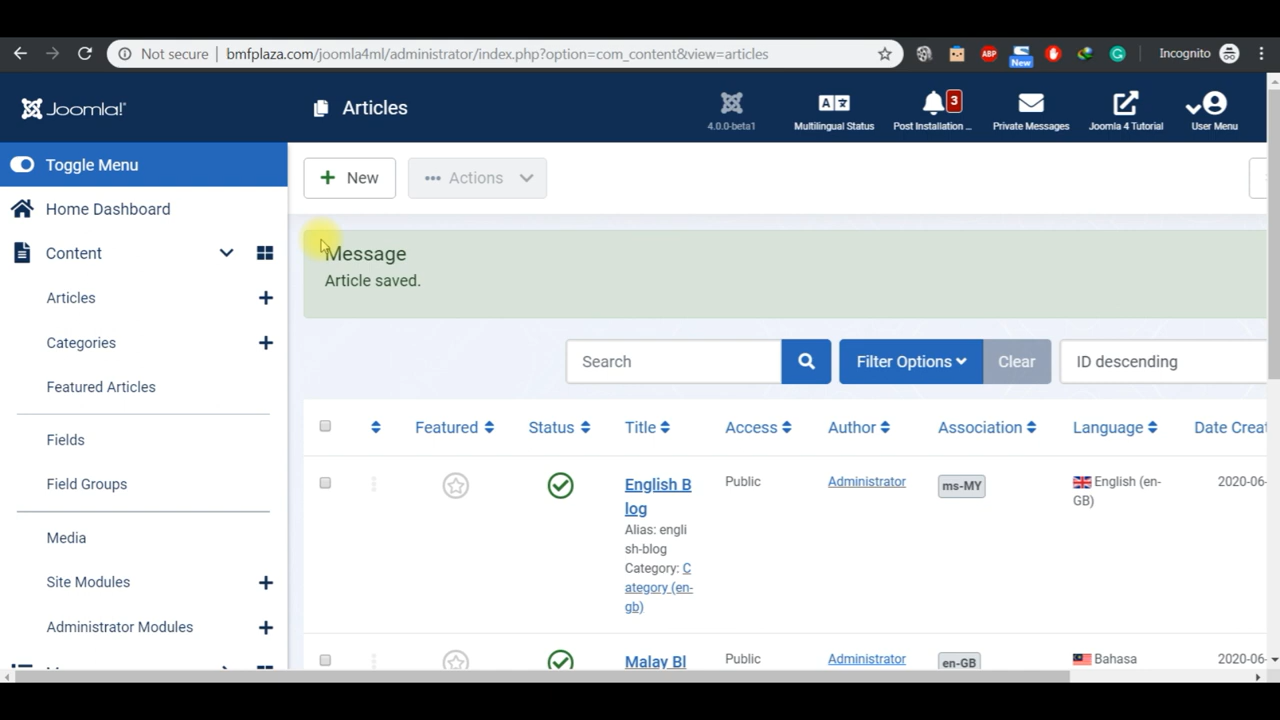 Not secure | bmfplaza.com/joomla4ml/administrator/index.php?option=com_content&view=articles
ABP
New
Incognito
Joomla!®
Articles
4.0.0-beta1
Multilingual Status
3
Post Installation ...
Private Messages
Joomla 4 Tutorial
User Menu
Toggle Menu
Home Dashboard
Content
Articles
Categories
Featured Articles
Fields
Field Groups
Media
Site Modules
Administrator Modules
New
Actions
Message
Article saved.
Search
Filter Options
Clear
ID descending
Featured
Status
Title
Access
Author
Association
Language
Date Creat
English B
log
Alias: engli
sh-blog
Category: C
ategory (en-
gb)
Public
Administrator
ms-MY
English (en-
GB)
2020-06-
Malay Bl
Public
Administrator
en-GB
Bahasa
2020-06-